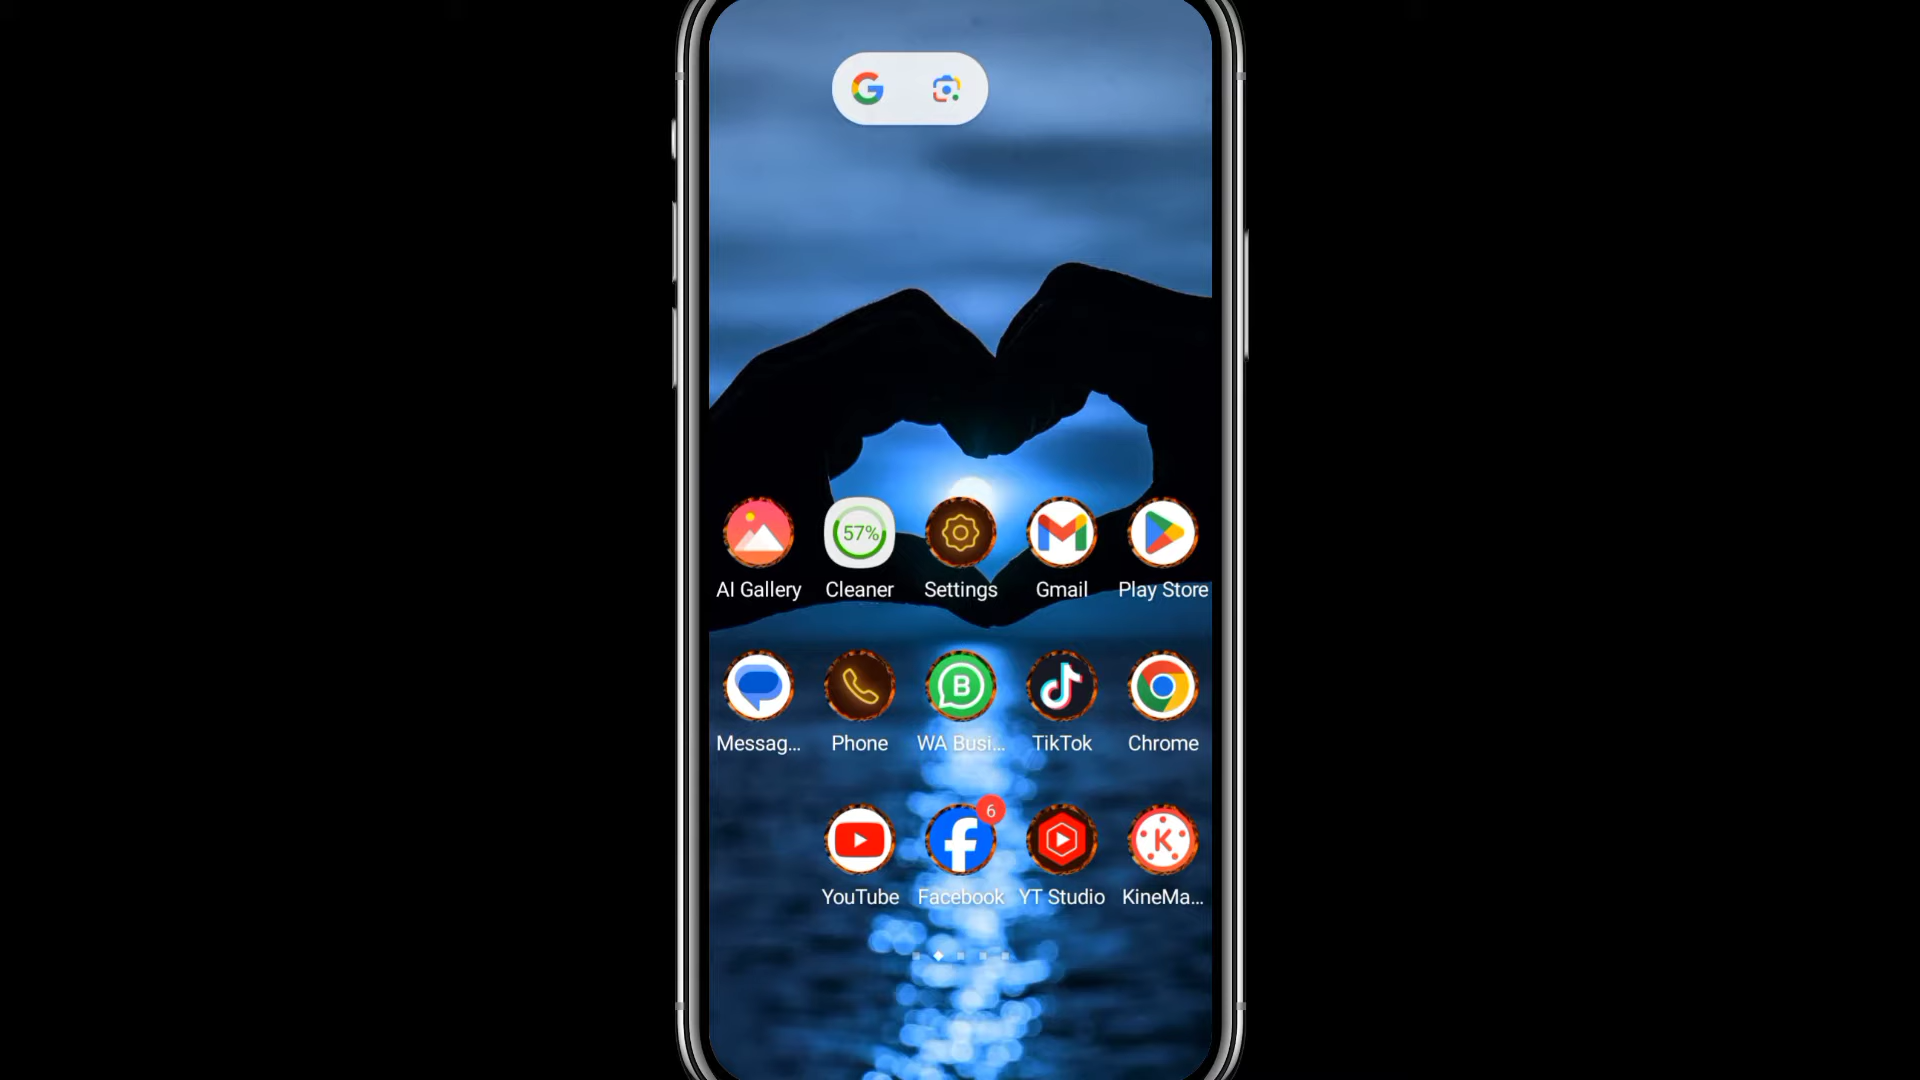 57%
AI Gallery Cleaner Settings Gmail Play Store
B
Messag... Phone WA Busi... TikTok Chrome
6
K
YouTube Facebook YT Studio KineMa...